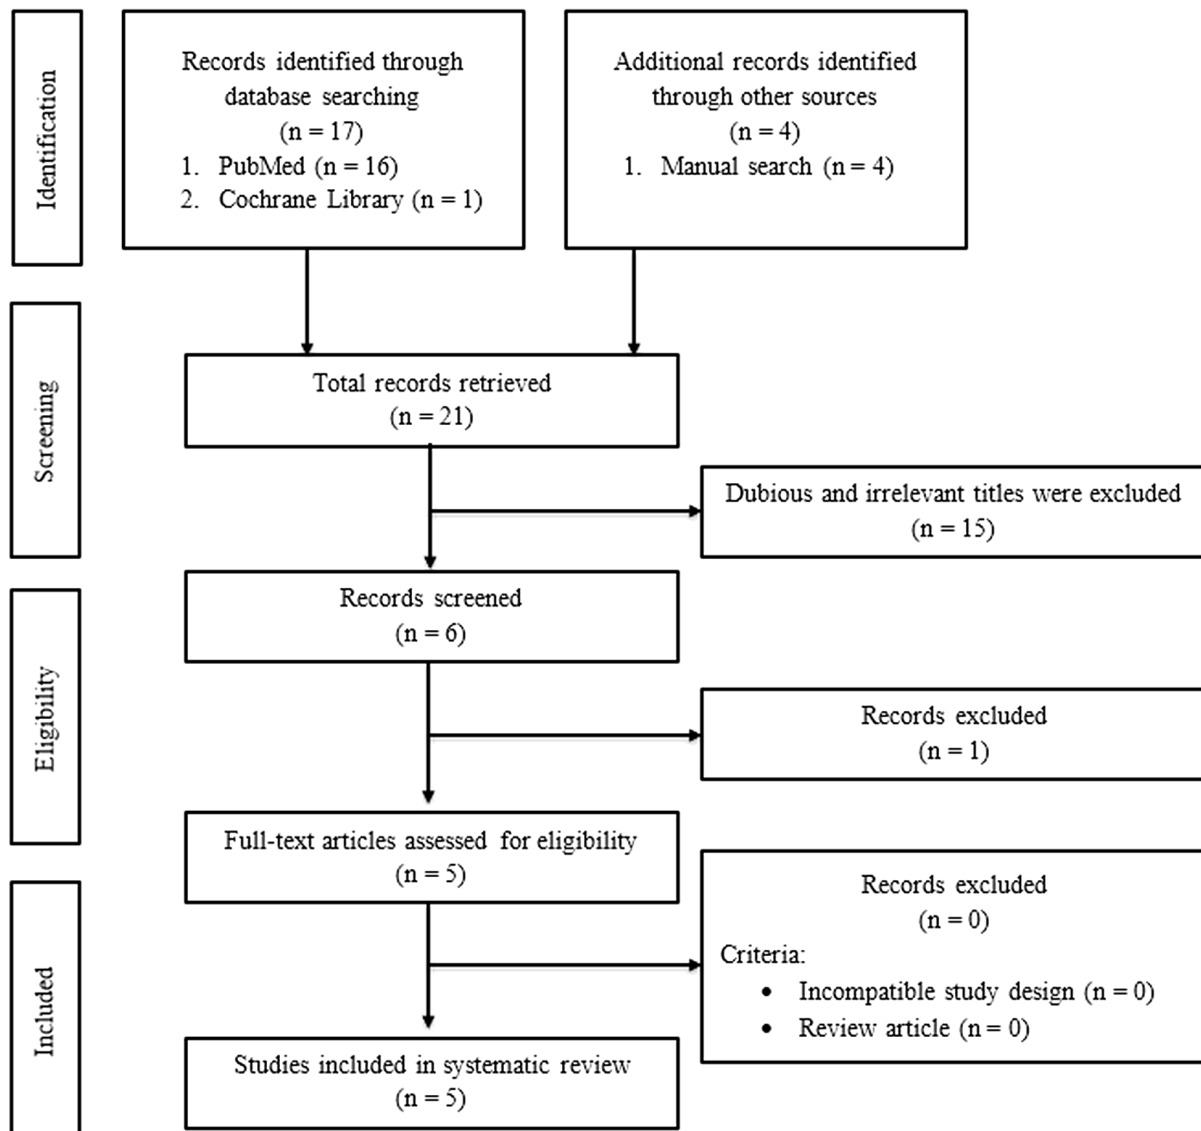 Identification
Records identified through
database searching
(n = 17)
1. PubMed (n = 16)
2. Cochrane Library (n = 1)
Additional records identified
through other sources
(n = 4)
1. Manual search (n = 4)
Screening
Total records retrieved
(n = 21)
Dubious and irrelevant titles were excluded
(n = 15)
Eligibility
Records screened
(n = 6)
Records excluded
(n = 1)
Full-text articles assessed for eligibility
(n = 5)
Included
Records excluded
(n = 0)
Criteria:
• Incompatible study design (n = 0)
• Review article (n = 0)
Studies included in systematic review
(n = 5)